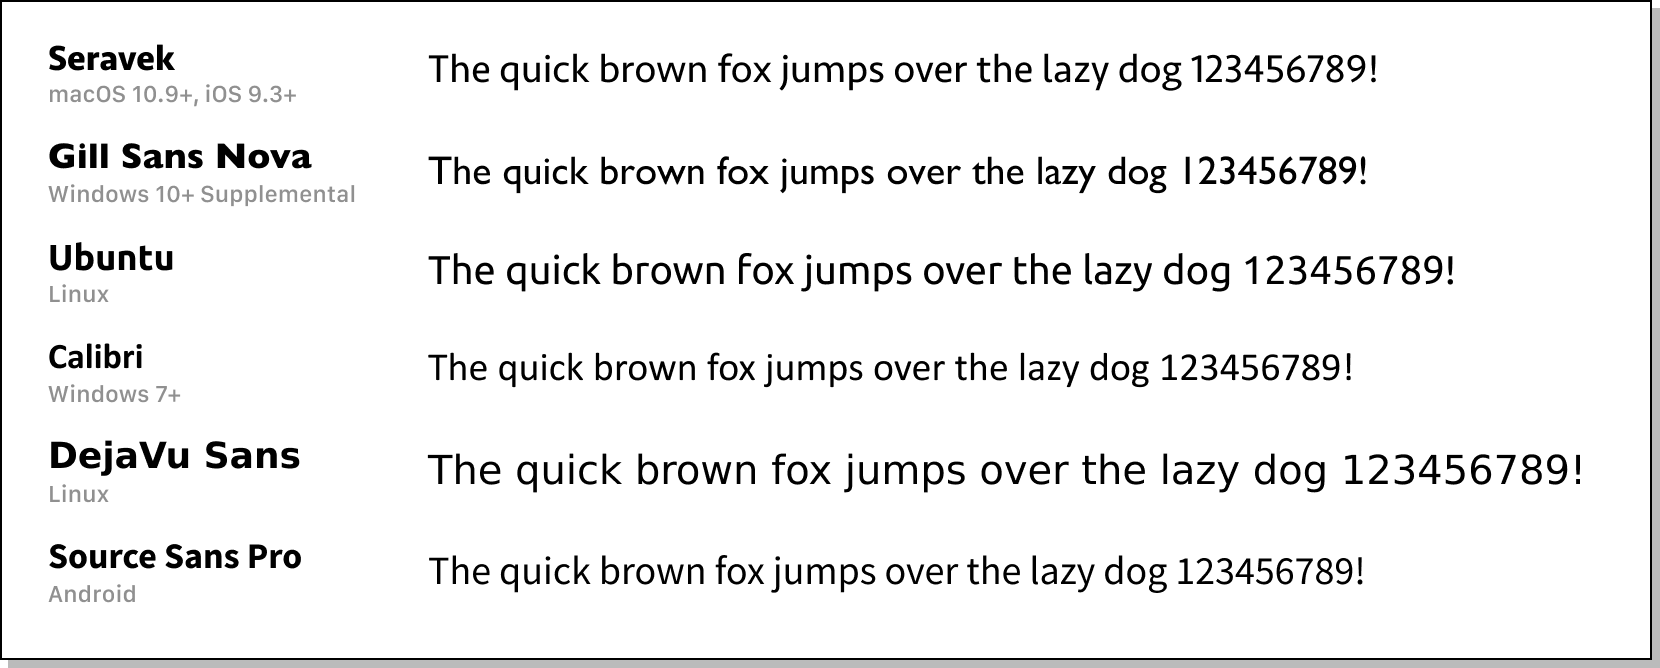 Seravek
macOS 10.9+, iOS 9.3+
The quick brown fox jumps over the lazy dog 123456789!
Gill Sans Nova
Windows 10+ Supplemental
The quick brown fox jumps over the lazy dog 123456789!
Ubuntu
Linux
The quick brown fox jumps over the lazy dog 123456789!
Calibri
Windows 7+
The quick brown fox jumps over the lazy dog 123456789!
DejaVu Sans
Linux
The quick brown fox jumps over the lazy dog 123456789!
Source Sans Pro
Android
The quick brown fox jumps over the lazy dog 123456789!